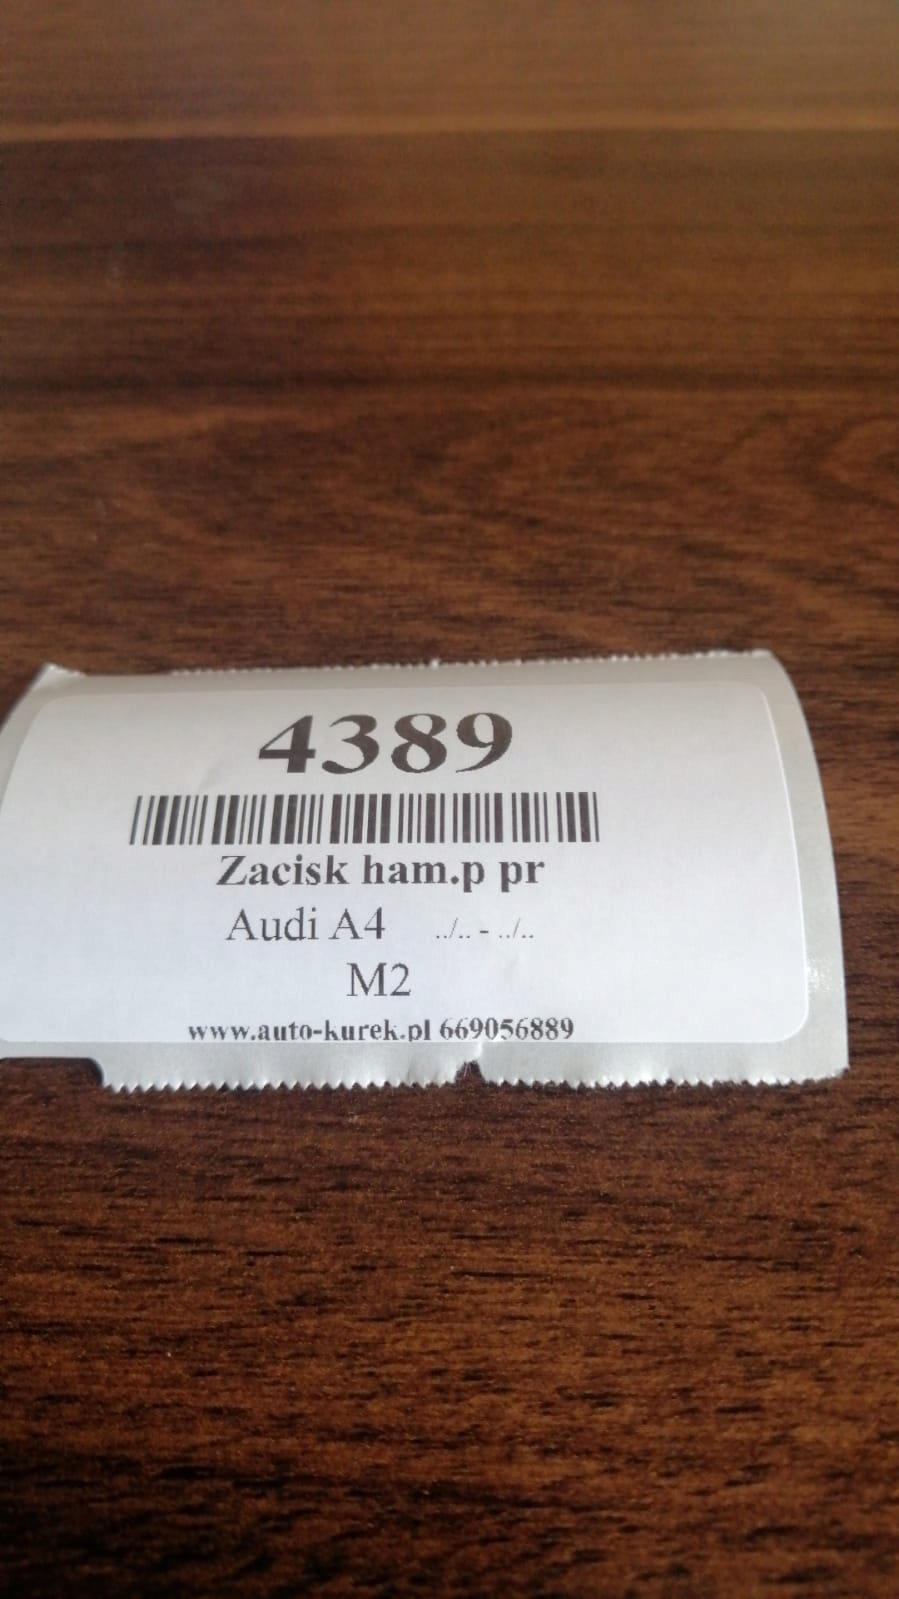 4389
Zacisk ham.p pr
Audi A4 ../.. - ../..
M2
www.auto-kurek.pl 669056889